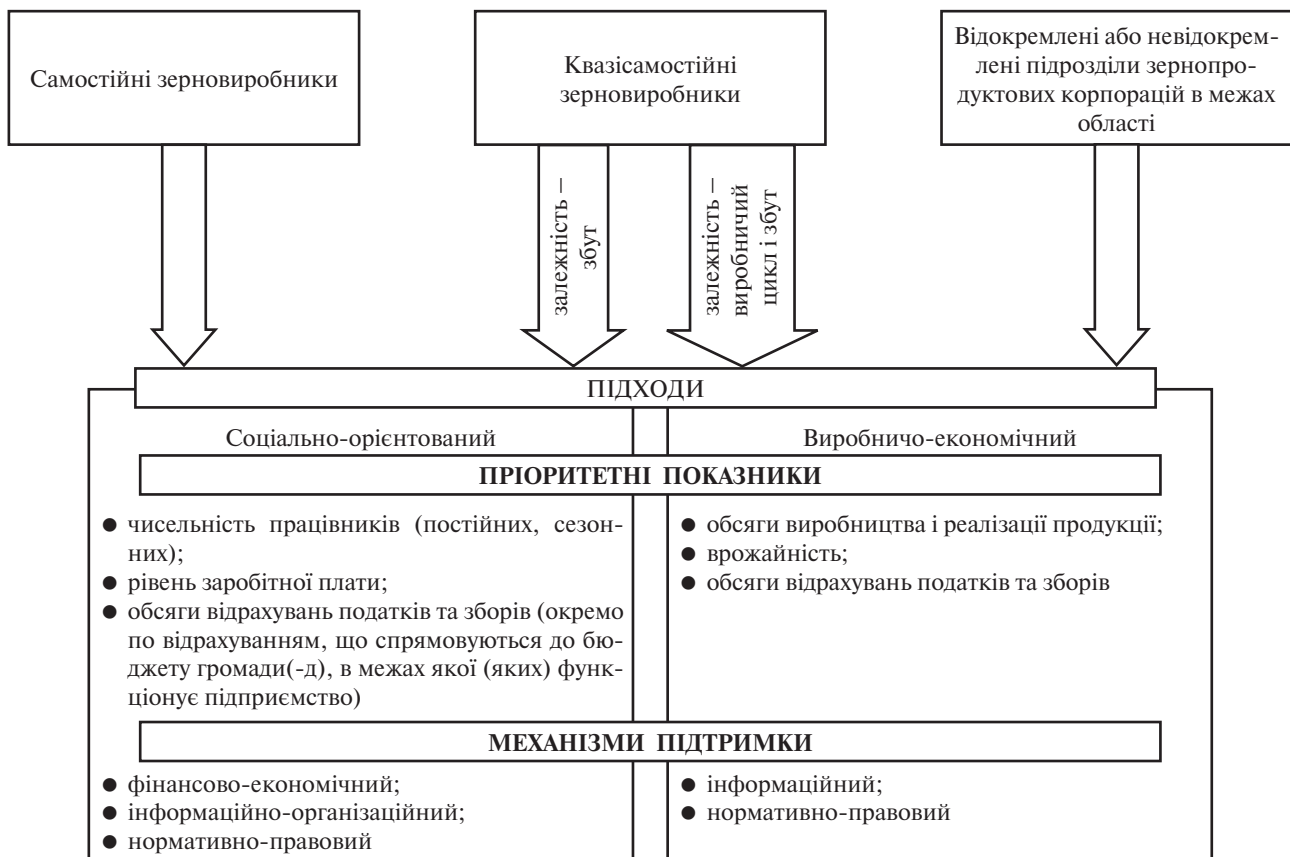 Самостійні зерновиробники
Квазісамостійні
зерновиробники
Відокремлені або невідокрем-
лені підрозділи зернопро-
дуктових корпорацій в межах
області
залежність –
збут
залежність –
виробничий
цикл і збут
ПІДХОДИ
Соціально-орієнтований
Виробничо-економічний
ПРІОРИТЕТНІ ПОКАЗНИКИ
● чисельність працівників (постійних, сезон-
них);
● рівень заробітної плати;
● обсяги відрахувань податків та зборів (окремо
по відрахуванням, що спрямовуються до бю-
джету громади(-д), в межах якої (яких) функ-
ціонує підприємство)
● обсяги виробництва і реалізації продукції;
● врожайність;
● обсяги відрахувань податків та зборів
МЕХАНІЗМИ ПІДТРИМКИ
● фінансово-економічний;
● інформаційно-організаційний;
● нормативно-правовий
● інформаційний;
● нормативно-правовий